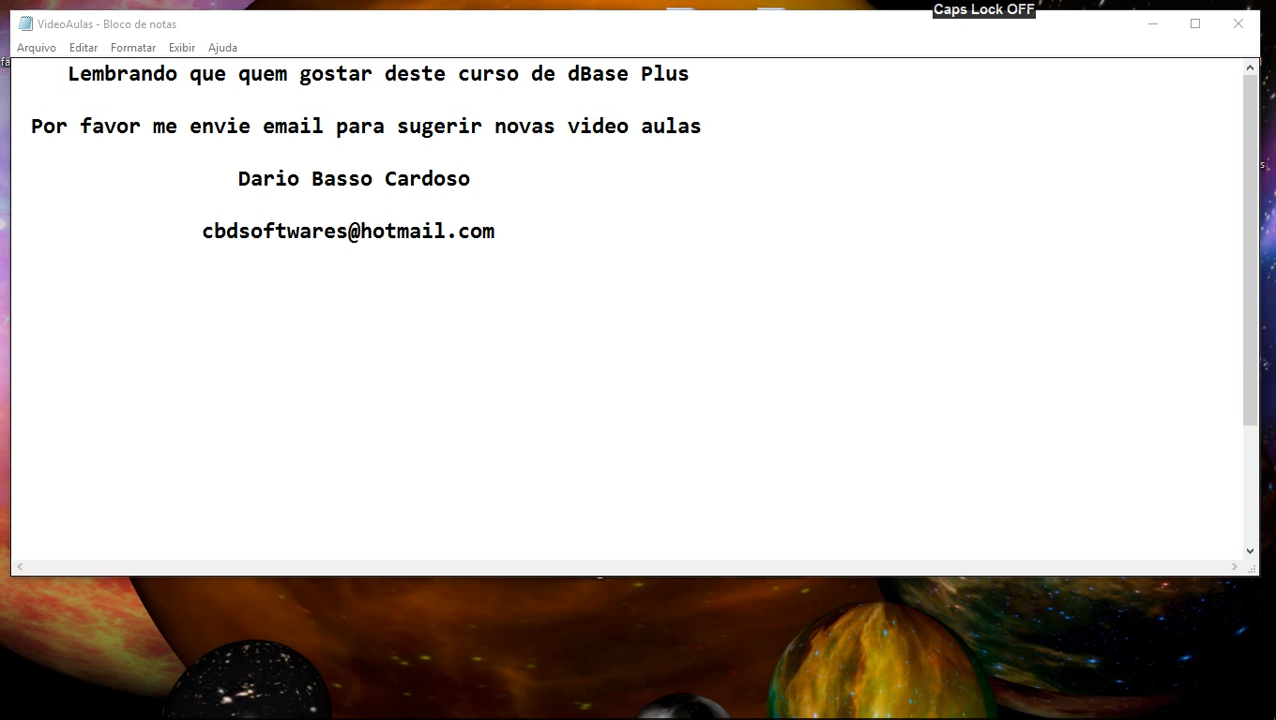 Caps Lock OFF
VideoAulas - Bloco de notas
Arquivo Editar Formatar Exibir Ajuda
Lembrando que quem gostar deste curso de dBase Plus
Por favor me envie email para sugerir novas video aulas
Dario Basso Cardoso
cbdsoftwares@hotmail.com